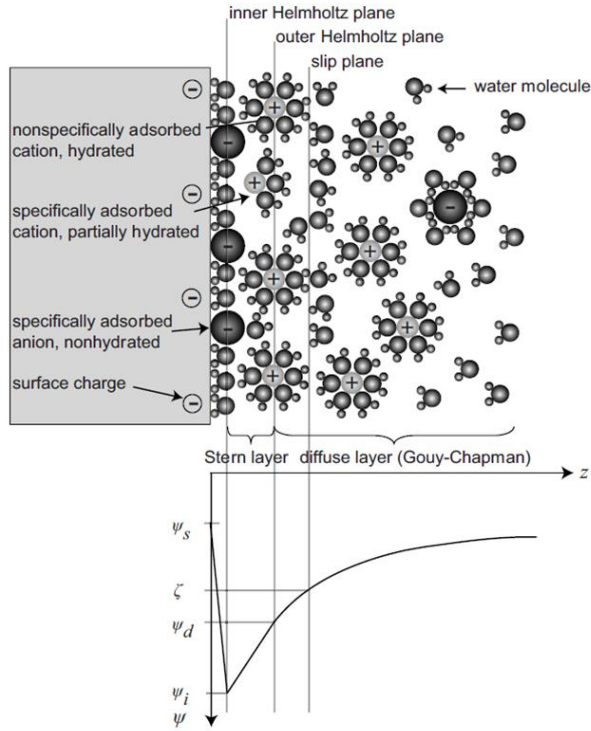 inner Helmholtz plane
outer Helmholtz plane
slip plane
water molecule
nonspecifically adsorbed
cation, hydrated
specifically adsorbed
cation, partially hydrated
specifically adsorbed
anion, nonhydrated
surface charge
Stern layer diffuse layer (Gouy-Chapman)
z
ψs
ζ
ψd
ψi
ψ